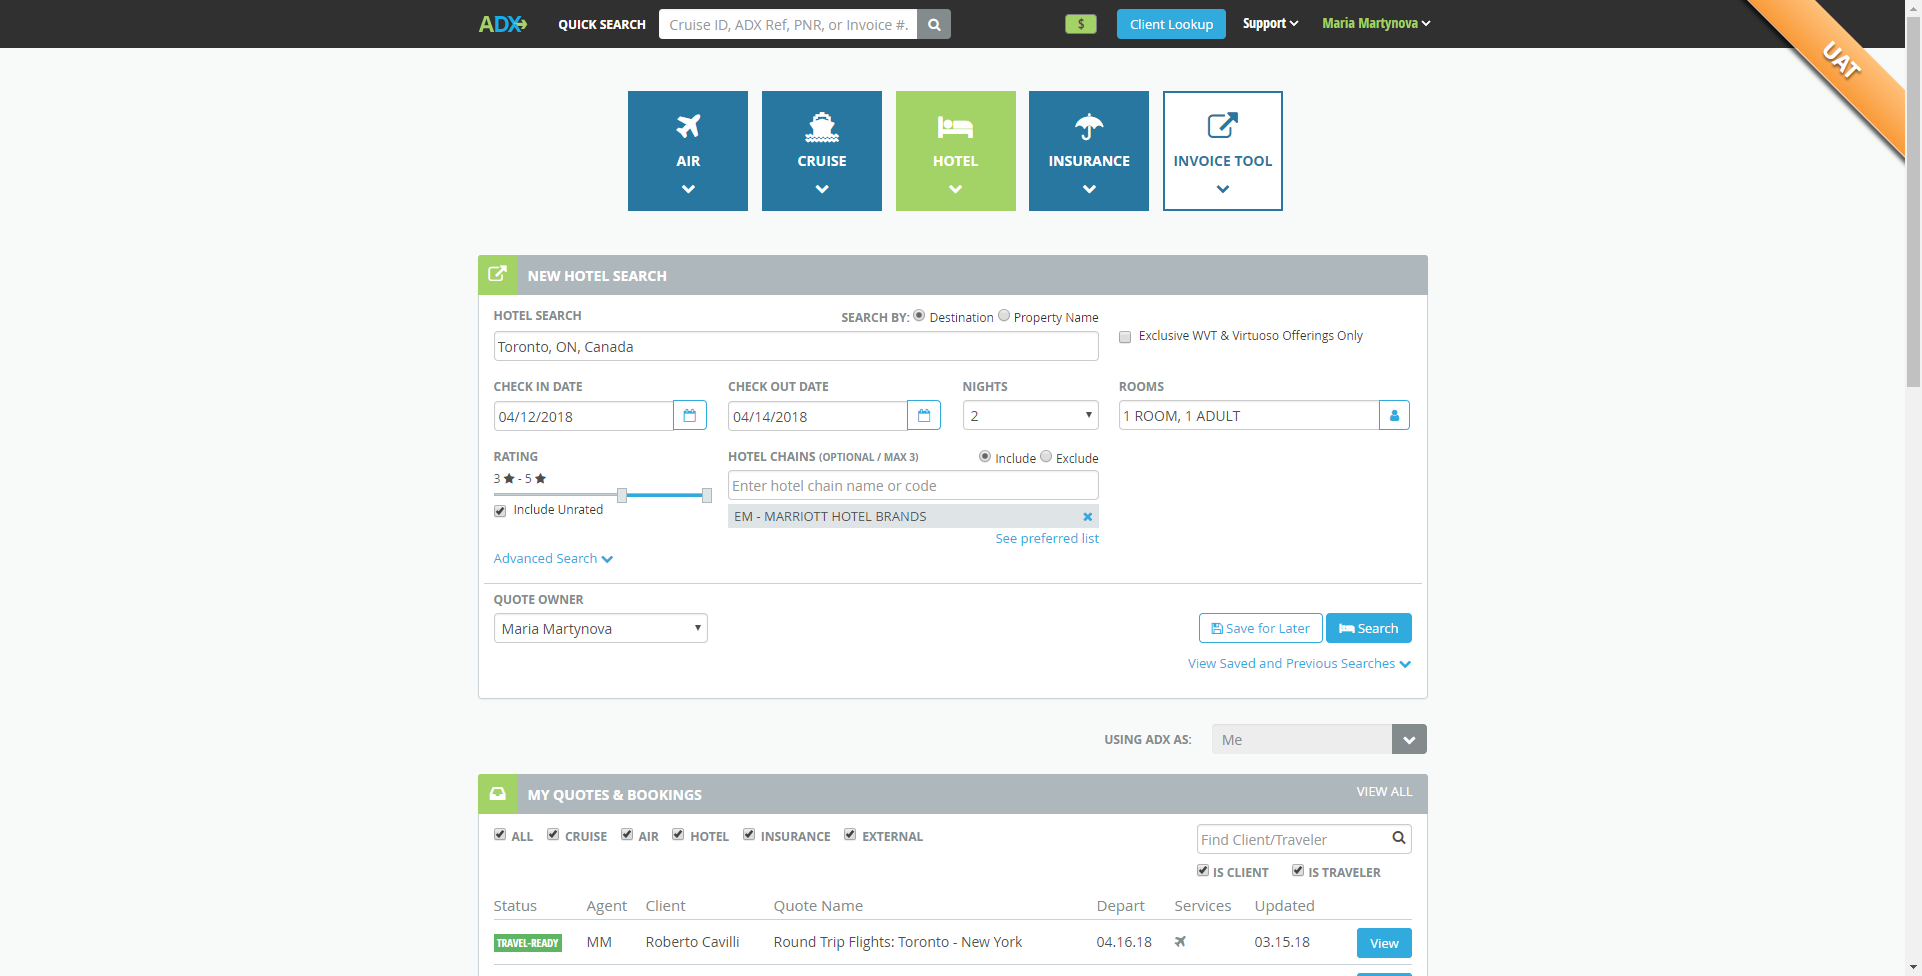 ADX QUICK SEARCH Cruise ID, ADX Ref, PNR, or Invoice #. $ Client Lookup Support Maria Martynova
UAT
AIR CRUISE HOTEL INSURANCE INVOICE TOOL
NEW HOTEL SEARCH
HOTEL SEARCH SEARCH BY: Destination Property Name
Toronto, ON, Canada Exclusive WVT & Virtuoso Offerings Only
CHECK IN DATE CHECK OUT DATE NIGHTS ROOMS
04/12/2018 04/14/2018 2 1 ROOM, 1 ADULT
RATING HOTEL CHAINS (OPTIONAL / MAX 3) Include Exclude
3 ★ - 5 ★ Enter hotel chain name or code
Include Unrated EM - MARRIOTT HOTEL BRANDS
See preferred list
Advanced Search
QUOTE OWNER
Maria Martynova Save for Later Search
View Saved and Previous Searches
USING ADX AS: Me
MY QUOTES & BOOKINGS VIEW ALL
ALL CRUISE AIR HOTEL INSURANCE EXTERNAL Find Client/Traveler
IS CLIENT IS TRAVELER
Status Agent Client Quote Name Depart Services Updated
TRAVEL-READY MM Roberto Cavilli Round Trip Flights: Toronto - New York 04.16.18 03.15.18 View